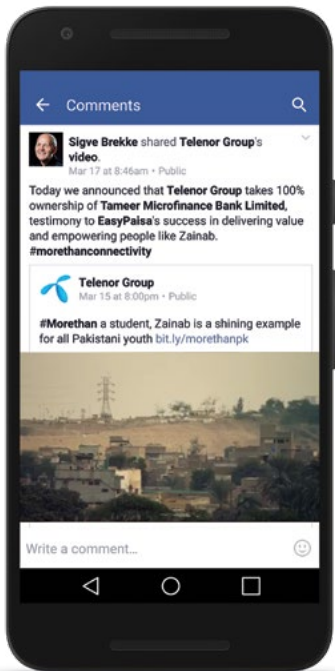 Comments
Sigve Brekke shared Telenor Group's
video.
Mar 17 at 8:46am • Public
Today we announced that Telenor Group takes 100%
ownership of Tameer Microfinance Bank Limited,
testimony to EasyPaisa's success in delivering value
and empowering people like Zainab.
#morethanconnectivity
Telenor Group
Mar 15 at 8:00pm • Public
#Morethan a student, Zainab is a shining example
for all Pakistani youth bit.ly/morethanpk
Write a comment...